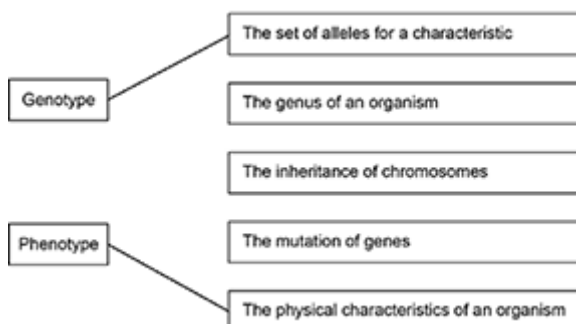 The set of alleles for a characteristic
Genotype
The genus of an organism
The inheritance of chromosomes
Phenotype
The mutation of genes
The physical characteristics of an organism